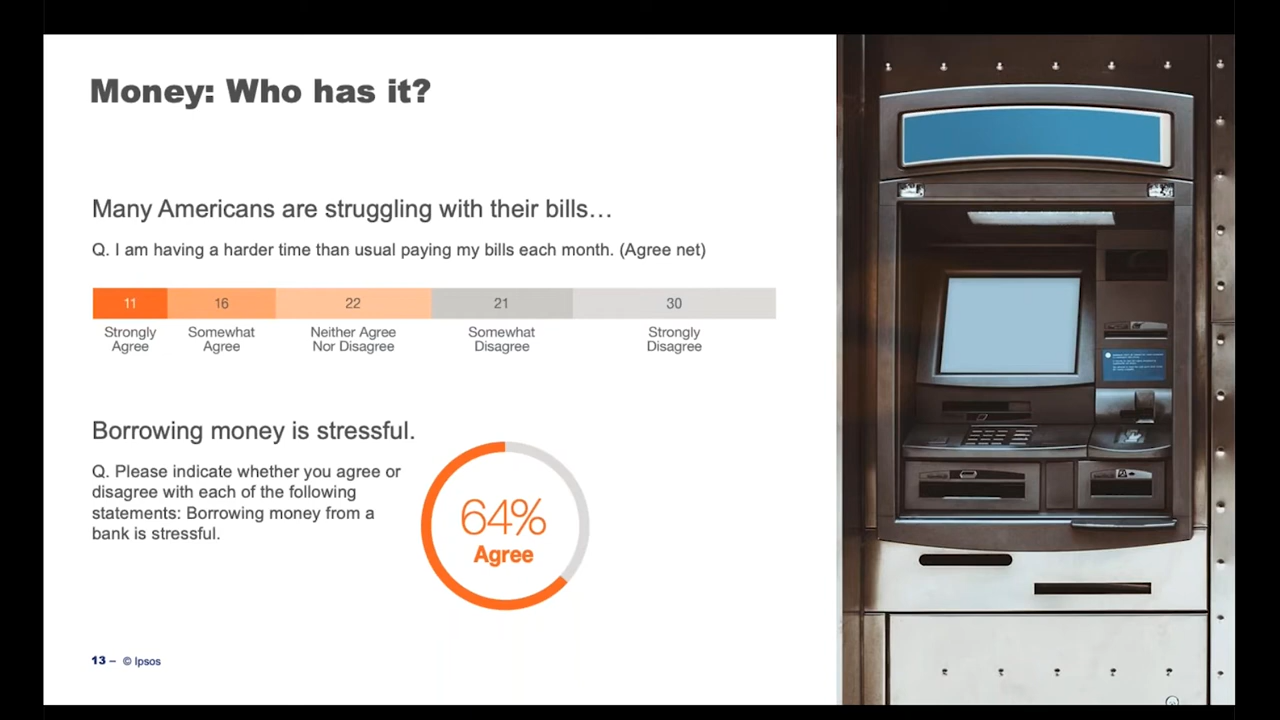 Money: Who has it?
Many Americans are struggling with their bills…
Q. I am having a harder time than usual paying my bills each month. (Agree net)
11 16 22 21 30
Strongly Agree
Somewhat Agree
Neither Agree Nor Disagree
Somewhat Disagree
Strongly Disagree
Borrowing money is stressful.
Q. Please indicate whether you agree or
disagree with each of the following
statements: Borrowing money from a
bank is stressful.
64%
Agree
13 – © Ipsos